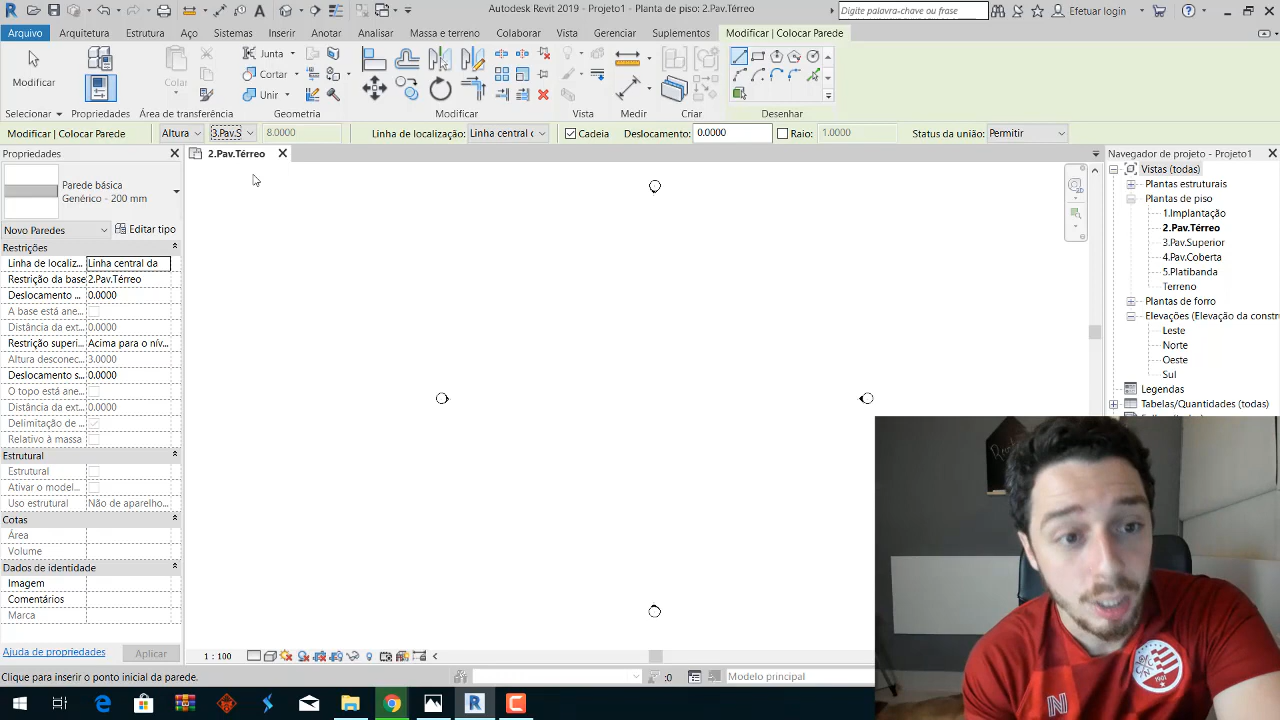 Autodesk Revit 2019 - Projeto1 - Planta de piso: 2.Pav.Térreo
Digite palavra-chave ou frase
Efetuar login
Arquivo Arquitetura Estrutura Aço Sistemas Inserir Anotar Analisar Massa e terreno Colaborar Vista Gerenciar Suplementos Modificar | Colocar Parede
Modificar
Colar
Junta
Cortar
Unir
Selecionar Propriedades Área de transferência Geometria Modificar Vista Medir Criar Desenhar
Modificar | Colocar Parede Altura 3.Pav.S 8.0000 Linha de localização: Linha central c Cadeia Deslocamento: 0.0000 Raio: 1.0000 Status da união: Permitir
Propriedades
Parede básica
Genérico - 200 mm
Novo Paredes Editar tipo
Restrições
Linha de localiz... Linha central da
Restrição da base 2.Pav.Térreo
Deslocamento ... 0.0000
A base está ane...
Distância da ext... 0.0000
Restrição superi... Acima para o nív...
Altura desconec... 3.0000
Deslocamento s... 0.0000
O topo está ane...
Distância da ext... 0.0000
Delimitação de ...
Relativo à massa
Estrutural
Estrutural
Ativar o model...
Uso estrutural Não de aparelho...
Cotas
Área
Volume
Dados de identidade
Imagem
Comentários
Marca
Ajuda de propriedades Aplicar
2.Pav.Térreo
1 : 100
Navegador de projeto - Projeto1
Vistas (todas)
Plantas estruturais
Plantas de piso
1.Implantação
2.Pav.Térreo
3.Pav.Superior
4.Pav.Coberta
5.Platibanda
Terreno
Plantas de forro
Elevações (Elevação da constr
Leste
Norte
Oeste
Sul
Legendas
Tabelas/Quantidades (todas)
Clique para inserir o ponto inicial da parede.
:0
Modelo principal